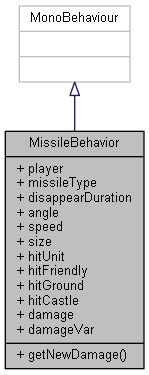 MonoBehaviour
MissileBehavior
+ player
+ missileType
+ disappearDuration
+ angle
+ speed
+ size
+ hitUnit
+ hitFriendly
+ hitGround
+ hitCastle
+ damage
+ damageVar
+ getNewDamage()